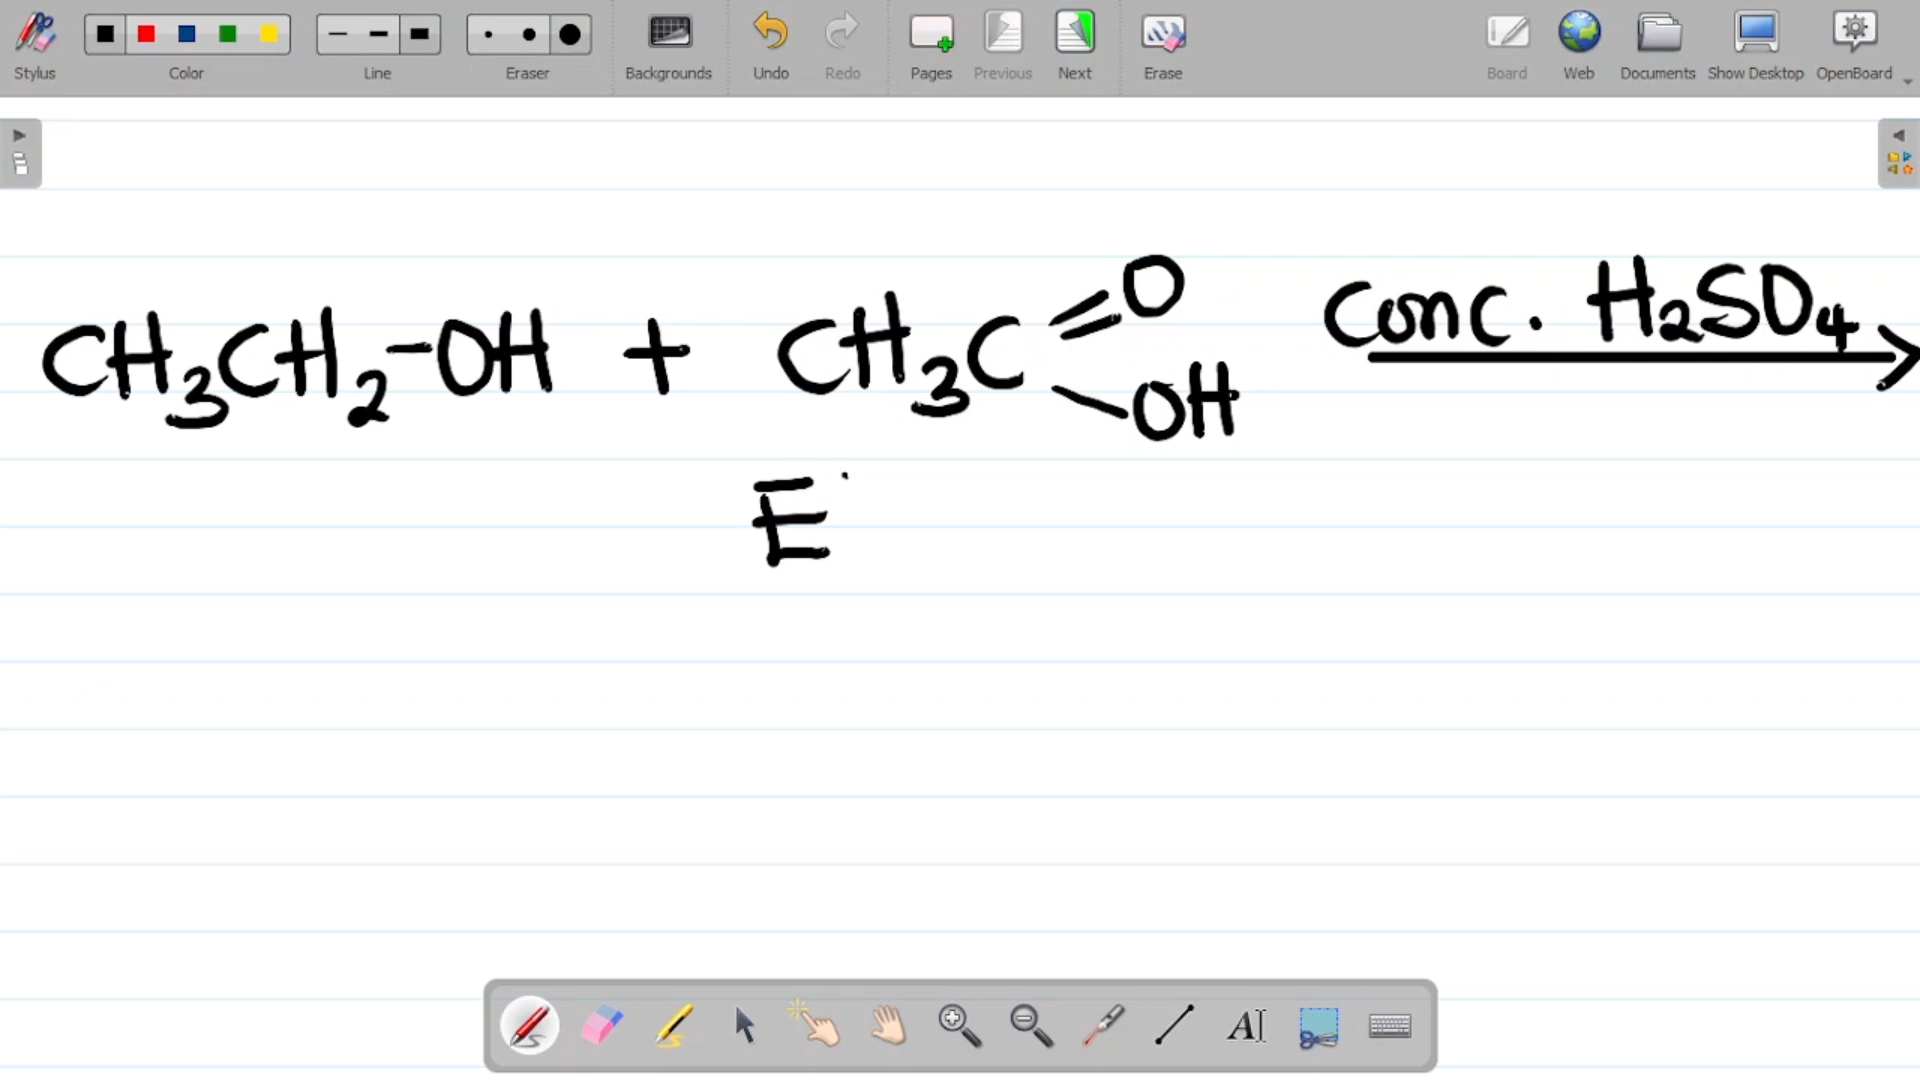 Stylus Color Line Eraser Backgrounds Undo Redo Pages Previous Next Erase Board Web Documents Show Desktop OpenBoard
CH₃CH₂-OH + CH₃C=O -OH conc. H₂SO₄ →
E
AI